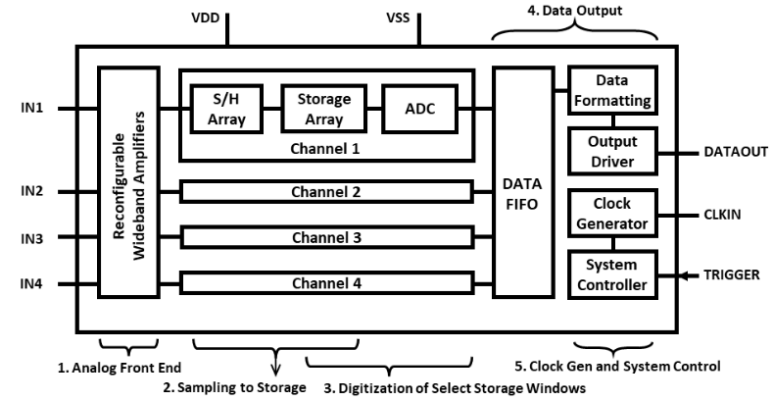 4. Data Output
VDD
VSS
IN1
IN2
IN3
IN4
Reconfigurable
Wideband Amplifiers
S/H
Array
Storage
Array
ADC
Channel 1
Channel 2
Channel 3
Channel 4
DATA
FIFO
Data
Formatting
Output
Driver
Clock
Generator
System
Controller
DATAOUT
CLKIN
TRIGGER
1. Analog Front End
2. Sampling to Storage
3. Digitization of Select Storage Windows
5. Clock Gen and System Control